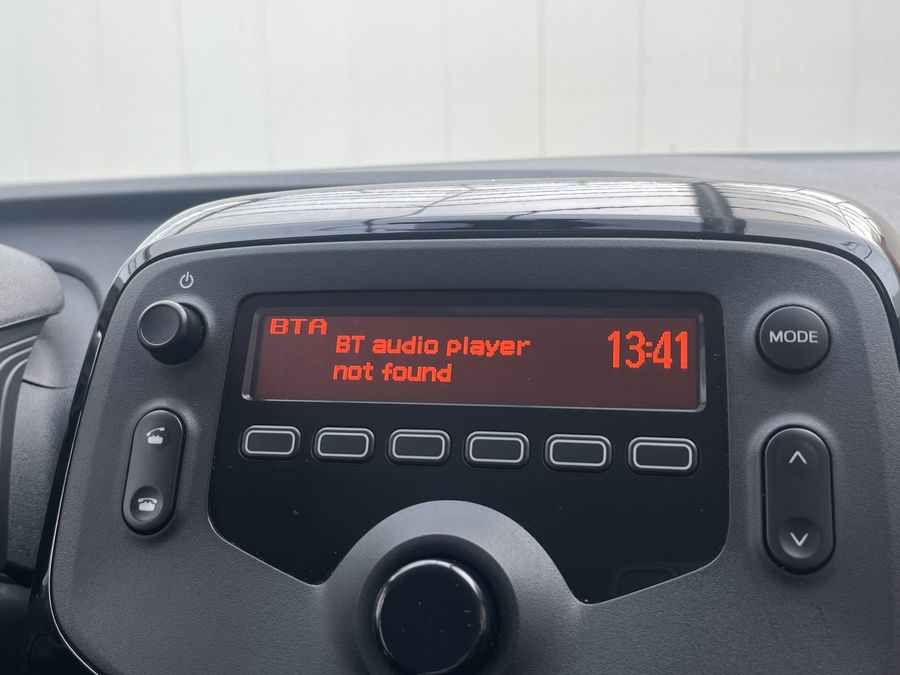 BTA
BT audio player
not found
13:41
MODE